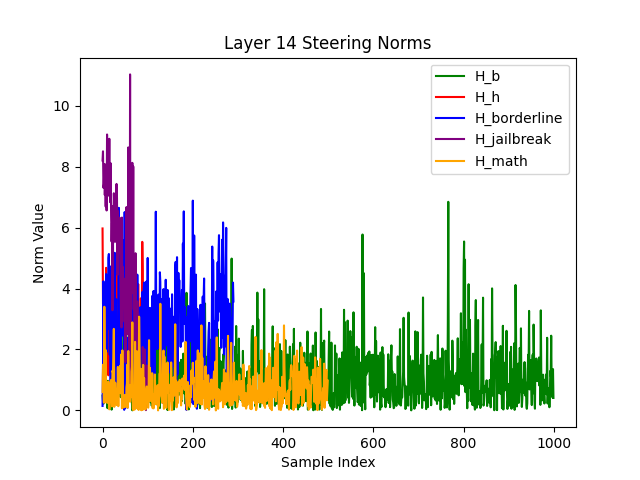 Layer 14 Steering Norms
H_b
H_h
H_borderline
H_jailbreak
H_math
Norm Value
10
8
6
4
2
0
0 200 400 600 800 1000
Sample Index